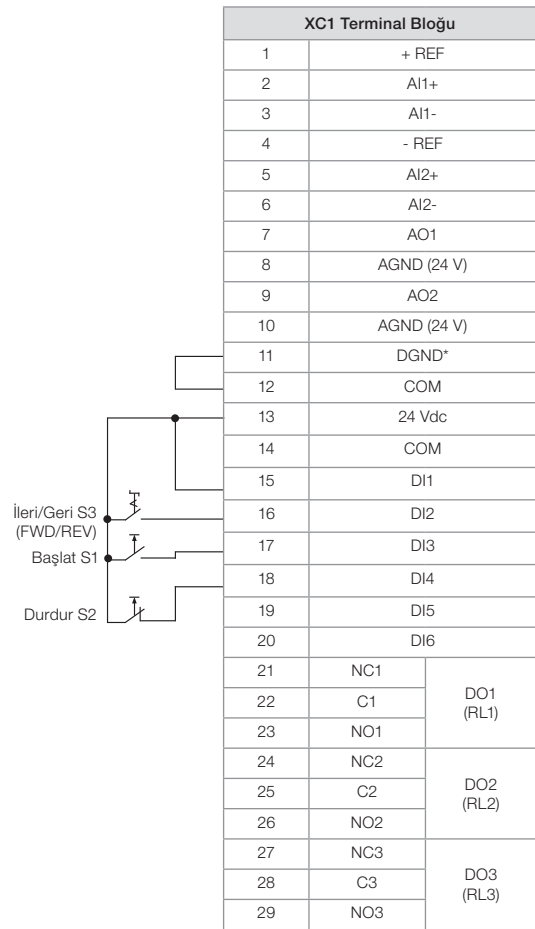 XC1 Terminal Bloğu
1 + REF
2 AI1+
3 AI1-
4 - REF
5 AI2+
6 AI2-
7 AO1
8 AGND (24 V)
9 AO2
10 AGND (24 V)
11 DGND*
12 COM
13 24 Vdc
14 COM
15 DI1
İleri/Geri S3
(FWD/REV)
16 DI2
Başlat S1
17 DI3
18 DI4
Durdur S2
19 DI5
20 DI6
21 NC1
22 C1
23 NO1
DO1
(RL1)
24 NC2
25 C2
26 NO2
DO2
(RL2)
27 NC3
28 C3
29 NO3
DO3
(RL3)